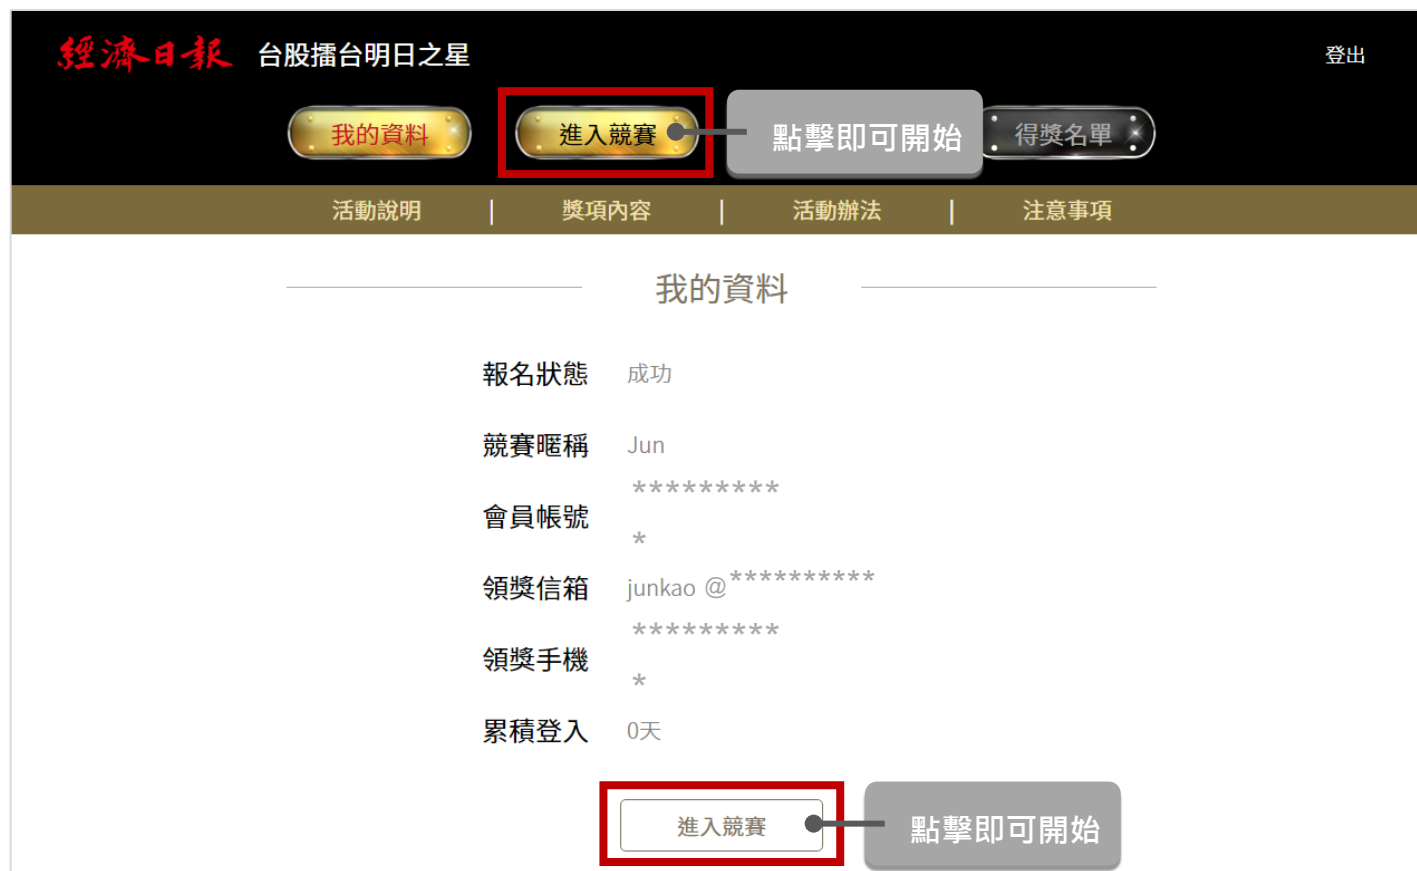 經濟日報 台股擂台明日之星 登出
我的資料 進入競賽 點擊即可開始 得獎名單
活動說明 | 獎項內容 | 活動辦法 | 注意事項
我的資料
報名狀態 成功
競賽暱稱 Jun
會員帳號 *********
*
領獎信箱 junkao @**********
領獎手機 *********
*
累積登入 0天
進入競賽 點擊即可開始